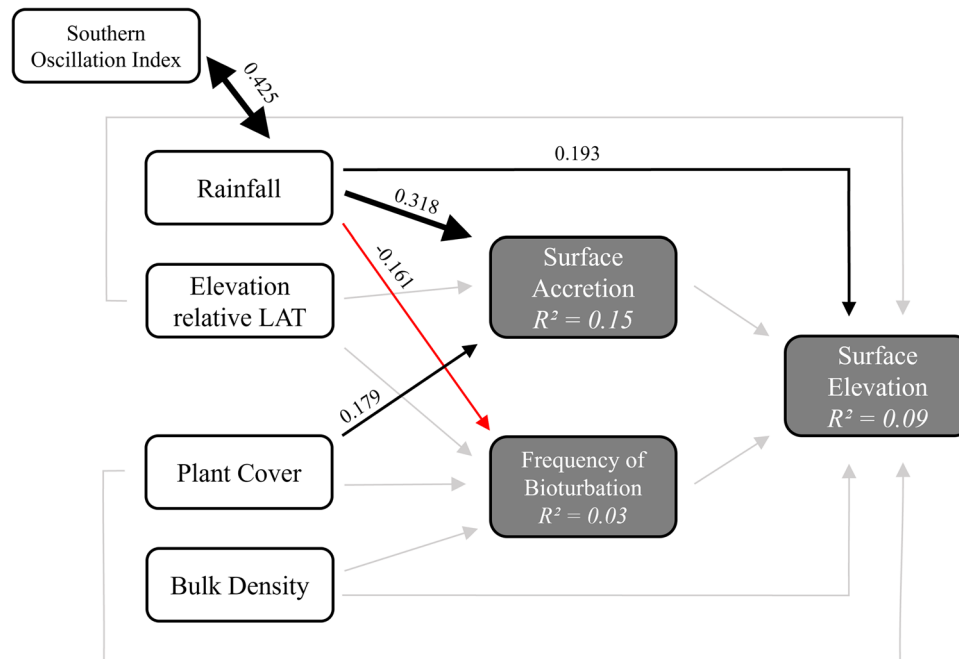 Southern
Oscillation Index
0.425
Rainfall
0.193
0.318
-0.161
Elevation
relative LAT
Surface
Accretion
R² = 0.15
Surface
Elevation
R² = 0.09
0.179
Plant Cover
Frequency of
Bioturbation
R² = 0.03
Bulk Density